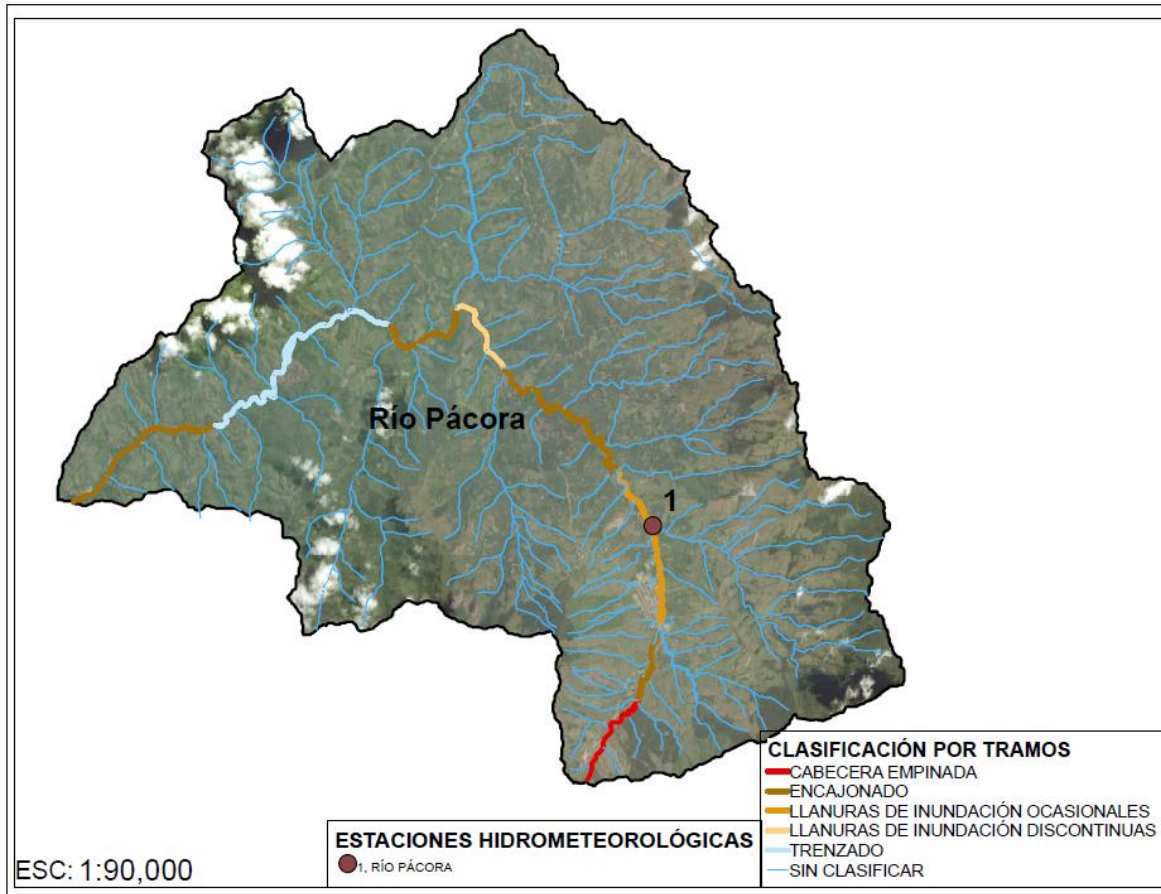 Río Pácora
1
CLASIFICACIÓN POR TRAMOS
CABECERA EMPINADA
ENCAJONADO
LLANURAS DE INUNDACIÓN OCASIONALES
LLANURAS DE INUNDACIÓN DISCONTINUAS
TRENZADO
SIN CLASIFICAR
ESTACIONES HIDROMETEOROLÓGICAS
1, RÍO PÁCORA
ESC: 1:90,000